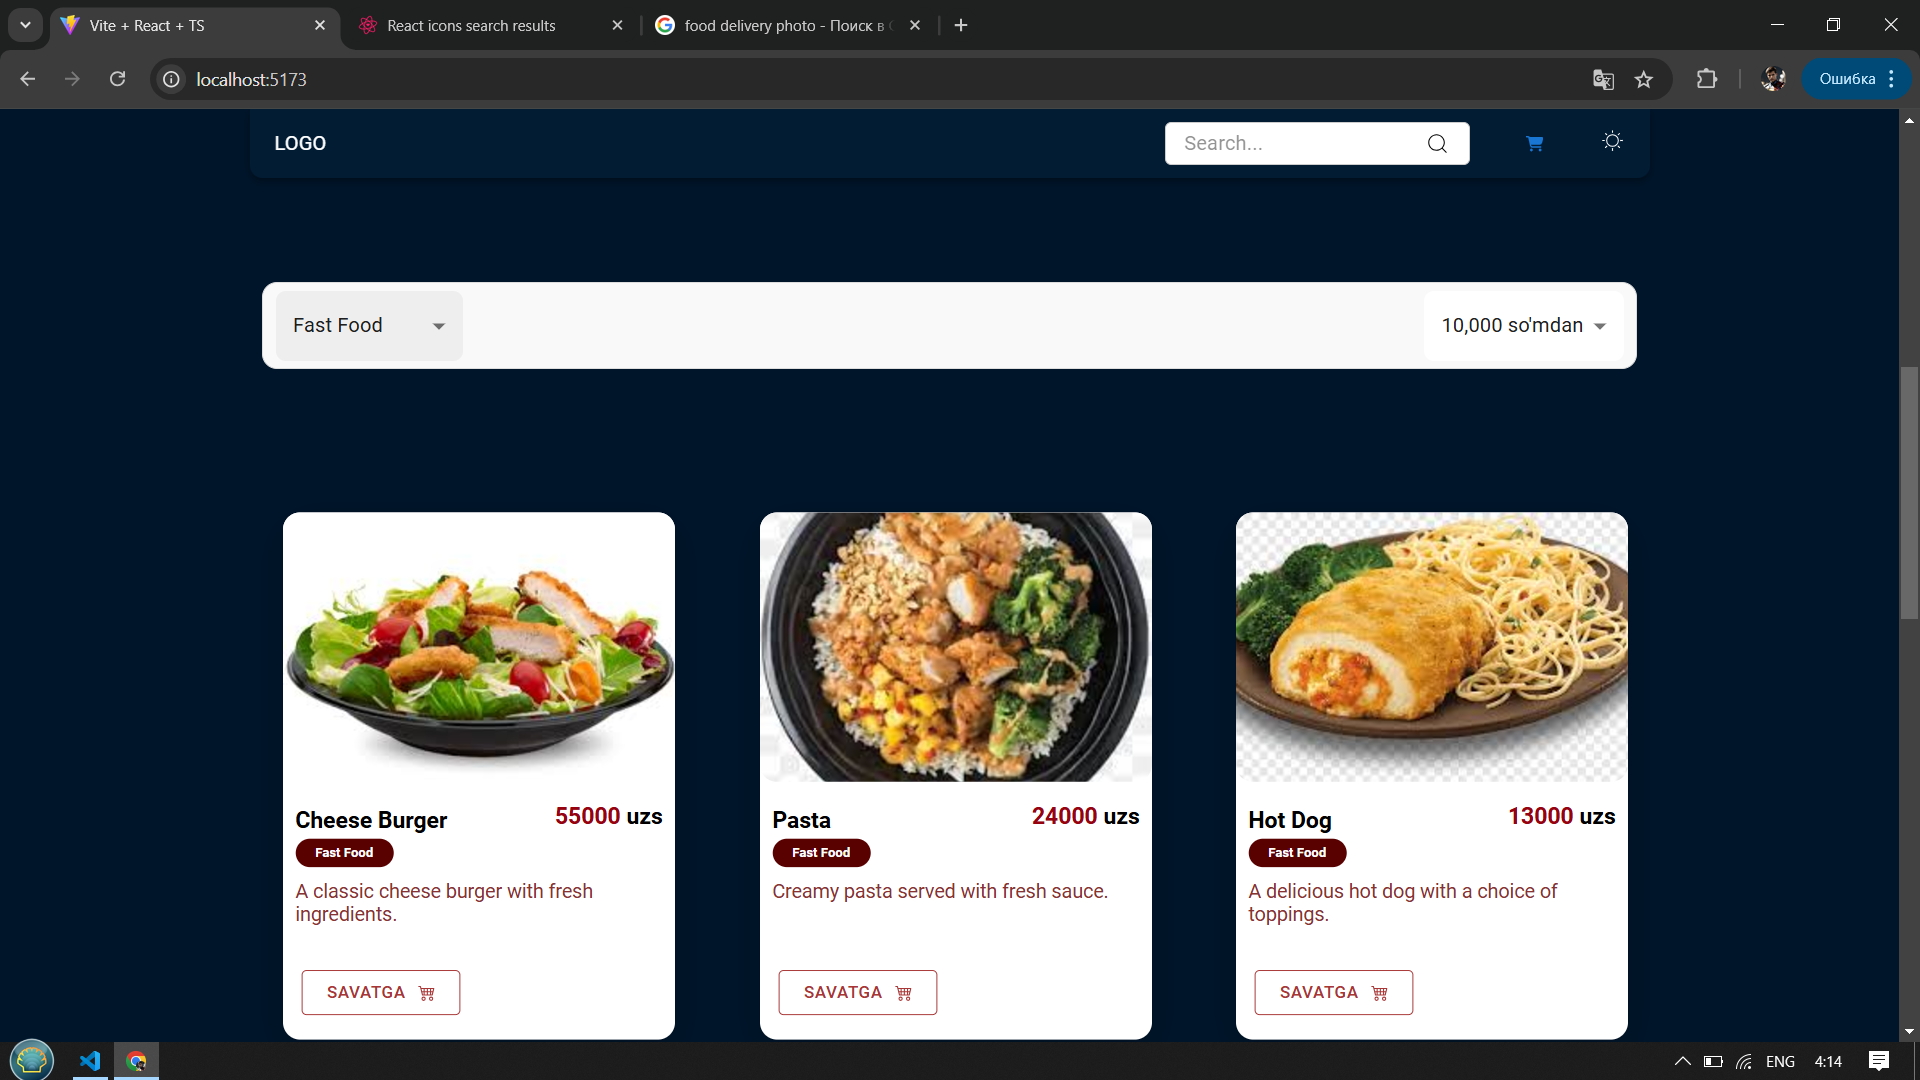 Vite + React + TS
React icons search results
food delivery photo - Поиск в
localhost:5173
Ошибка
LOGO
Search...
Fast Food
10,000 so'mdan
Cheese Burger
55000 uzs
Fast Food
A classic cheese burger with fresh
ingredients.
SAVATGA
Pasta
24000 uzs
Fast Food
Creamy pasta served with fresh sauce.
SAVATGA
Hot Dog
13000 uzs
Fast Food
A delicious hot dog with a choice of
toppings.
SAVATGA
ENG
4:14